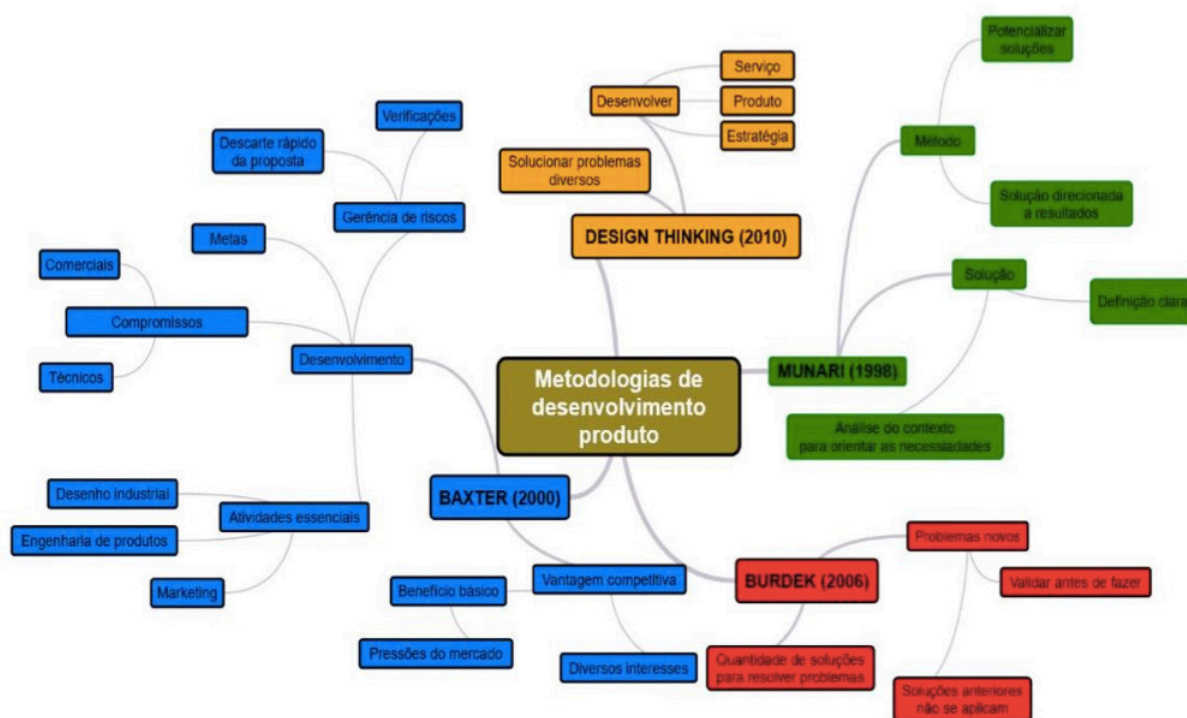 Metodologias de
desenvolvimento
produto
DESIGN THINKING (2010)
Desenvolver
Serviço
Produto
Estratégia
Solucionar problemas
diversos
MUNARI (1998)
Método
Potencializar
soluções
Solução direcionada
a resultados
Solução
Definição clara
Análise do contexto
para orientar as necessiadades
BURDEK (2006)
Problemas novos
Validar antes de fazer
Soluções anteriores
não se aplicam
Quantidade de soluções
para resolver problemas
BAXTER (2000)
Desenvolvimento
Gerência de riscos
Verificações
Descarte rápido
da proposta
Metas
Compromissos
Comerciais
Técnicos
Atividades essenciais
Desenho industrial
Engenharia de produtos
Marketing
Vantagem competitiva
Benefício básico
Pressões do mercado
Diversos interesses